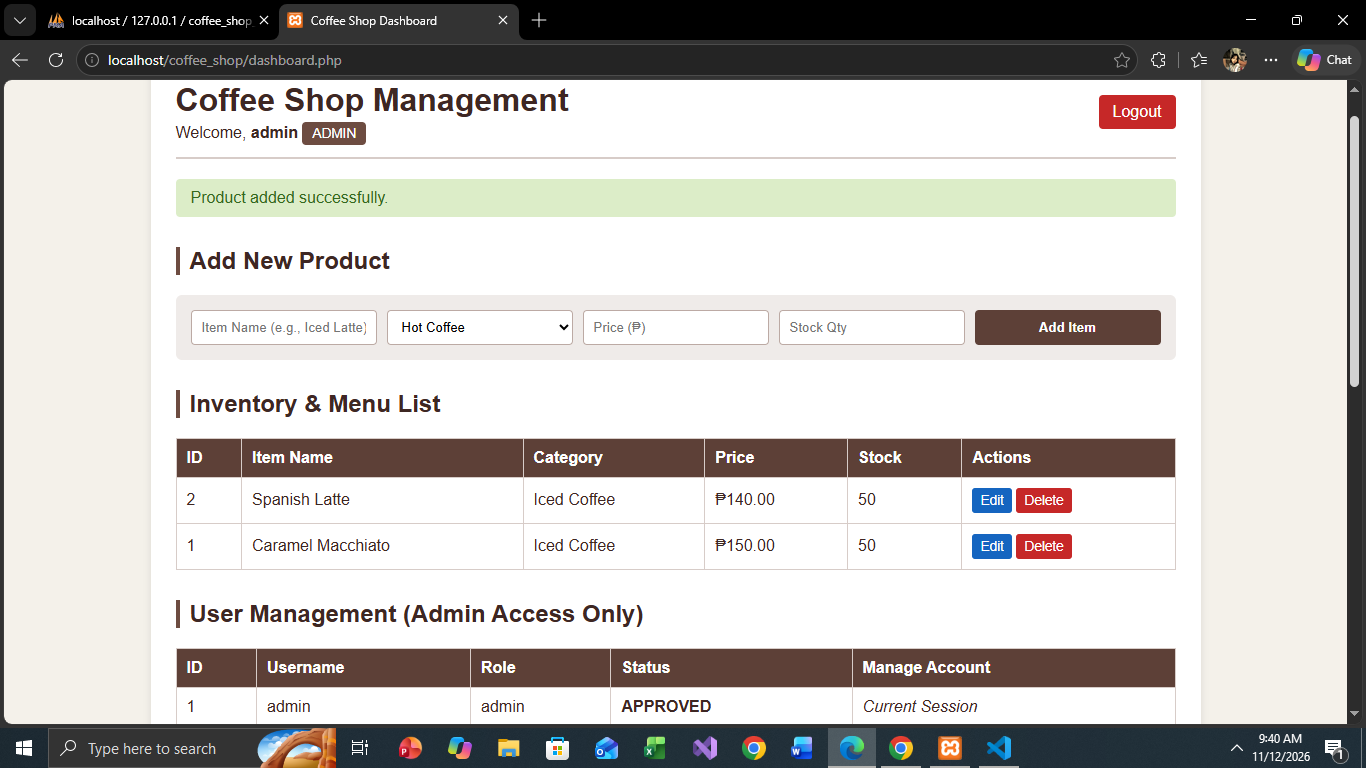 localhost / 127.0.0.1 / coffee_shop
Coffee Shop Dashboard
localhost/coffee_shop/dashboard.php
Chat
Coffee Shop Management
Logout
Welcome, admin ADMIN
Product added successfully.
Add New Product
Item Name (e.g., Iced Latte) Hot Coffee Price (₱) Stock Qty Add Item
Inventory & Menu List
ID Item Name Category Price Stock Actions
2 Spanish Latte Iced Coffee ₱140.00 50 Edit Delete
1 Caramel Macchiato Iced Coffee ₱150.00 50 Edit Delete
User Management (Admin Access Only)
ID Username Role Status Manage Account
1 admin admin APPROVED Current Session
Type here to search
9:40 AM
11/12/2026
1